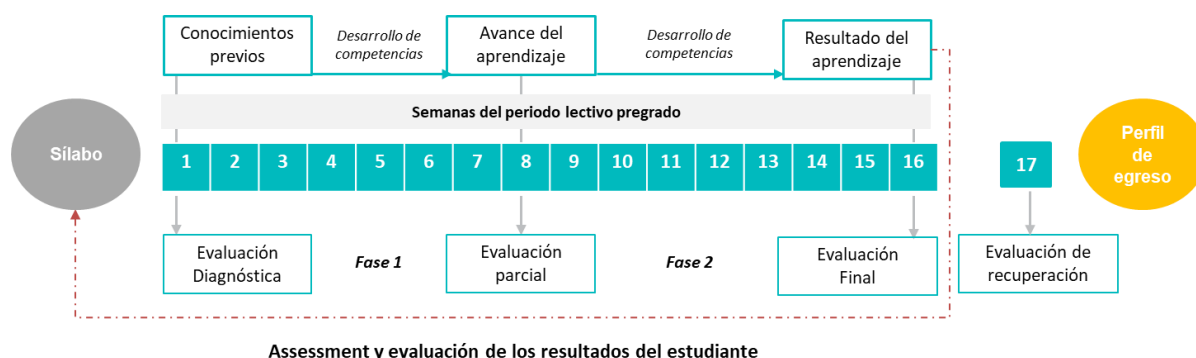 Conocimientos
previos
Desarrollo de
competencias
Avance del
aprendizaje
Desarrollo de
competencias
Resultado del
aprendizaje
Semanas del periodo lectivo pregrado
Sílabo
1 2 3 4 5 6 7 8 9 10 11 12 13 14 15 16
17
Perfil
de
egreso
Evaluación
Diagnóstica
Fase 1
Evaluación
parcial
Fase 2
Evaluación
Final
Evaluación de
recuperación
Assessment y evaluación de los resultados del estudiante